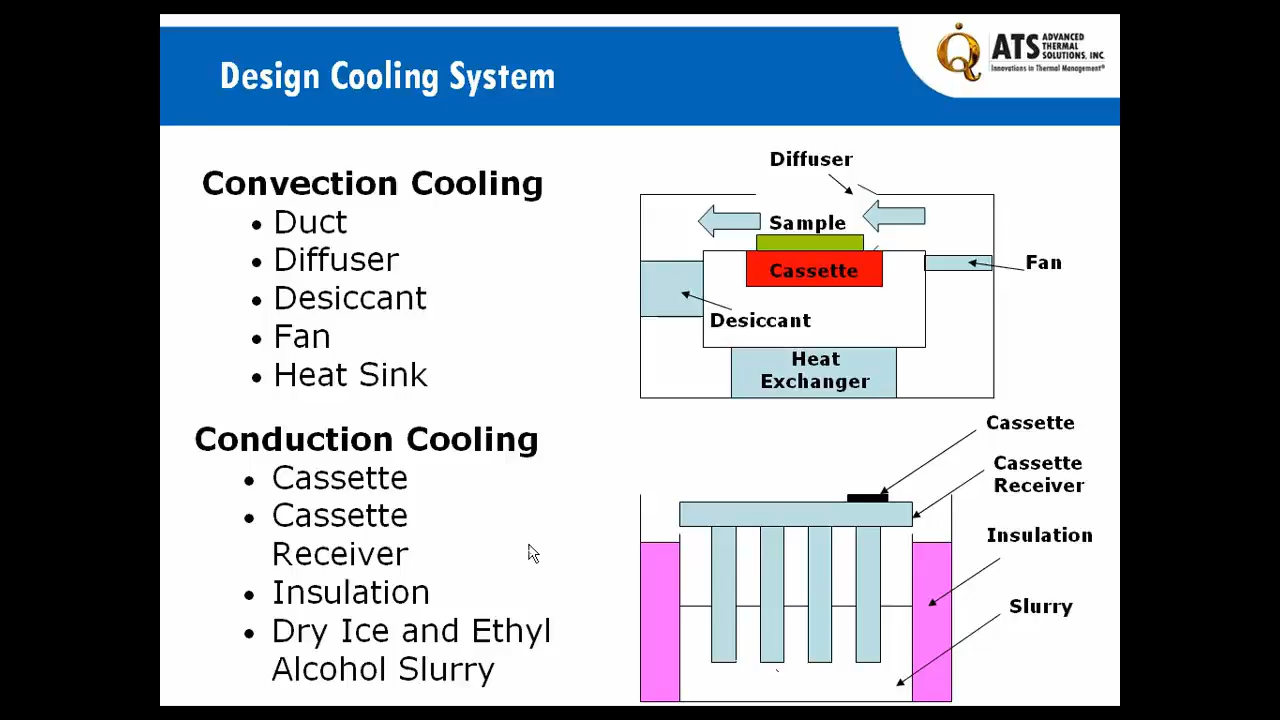 Design Cooling System
ATS ADVANCED
THERMAL
SOLUTIONS, INC.
Innovations in Thermal Management®
Convection Cooling
• Duct
• Diffuser
• Desiccant
• Fan
• Heat Sink
Diffuser
Sample
Cassette
Fan
Desiccant
Heat
Exchanger
Conduction Cooling
• Cassette
• Cassette
Receiver
• Insulation
• Dry Ice and Ethyl
Alcohol Slurry
Cassette
Cassette
Receiver
Insulation
Slurry